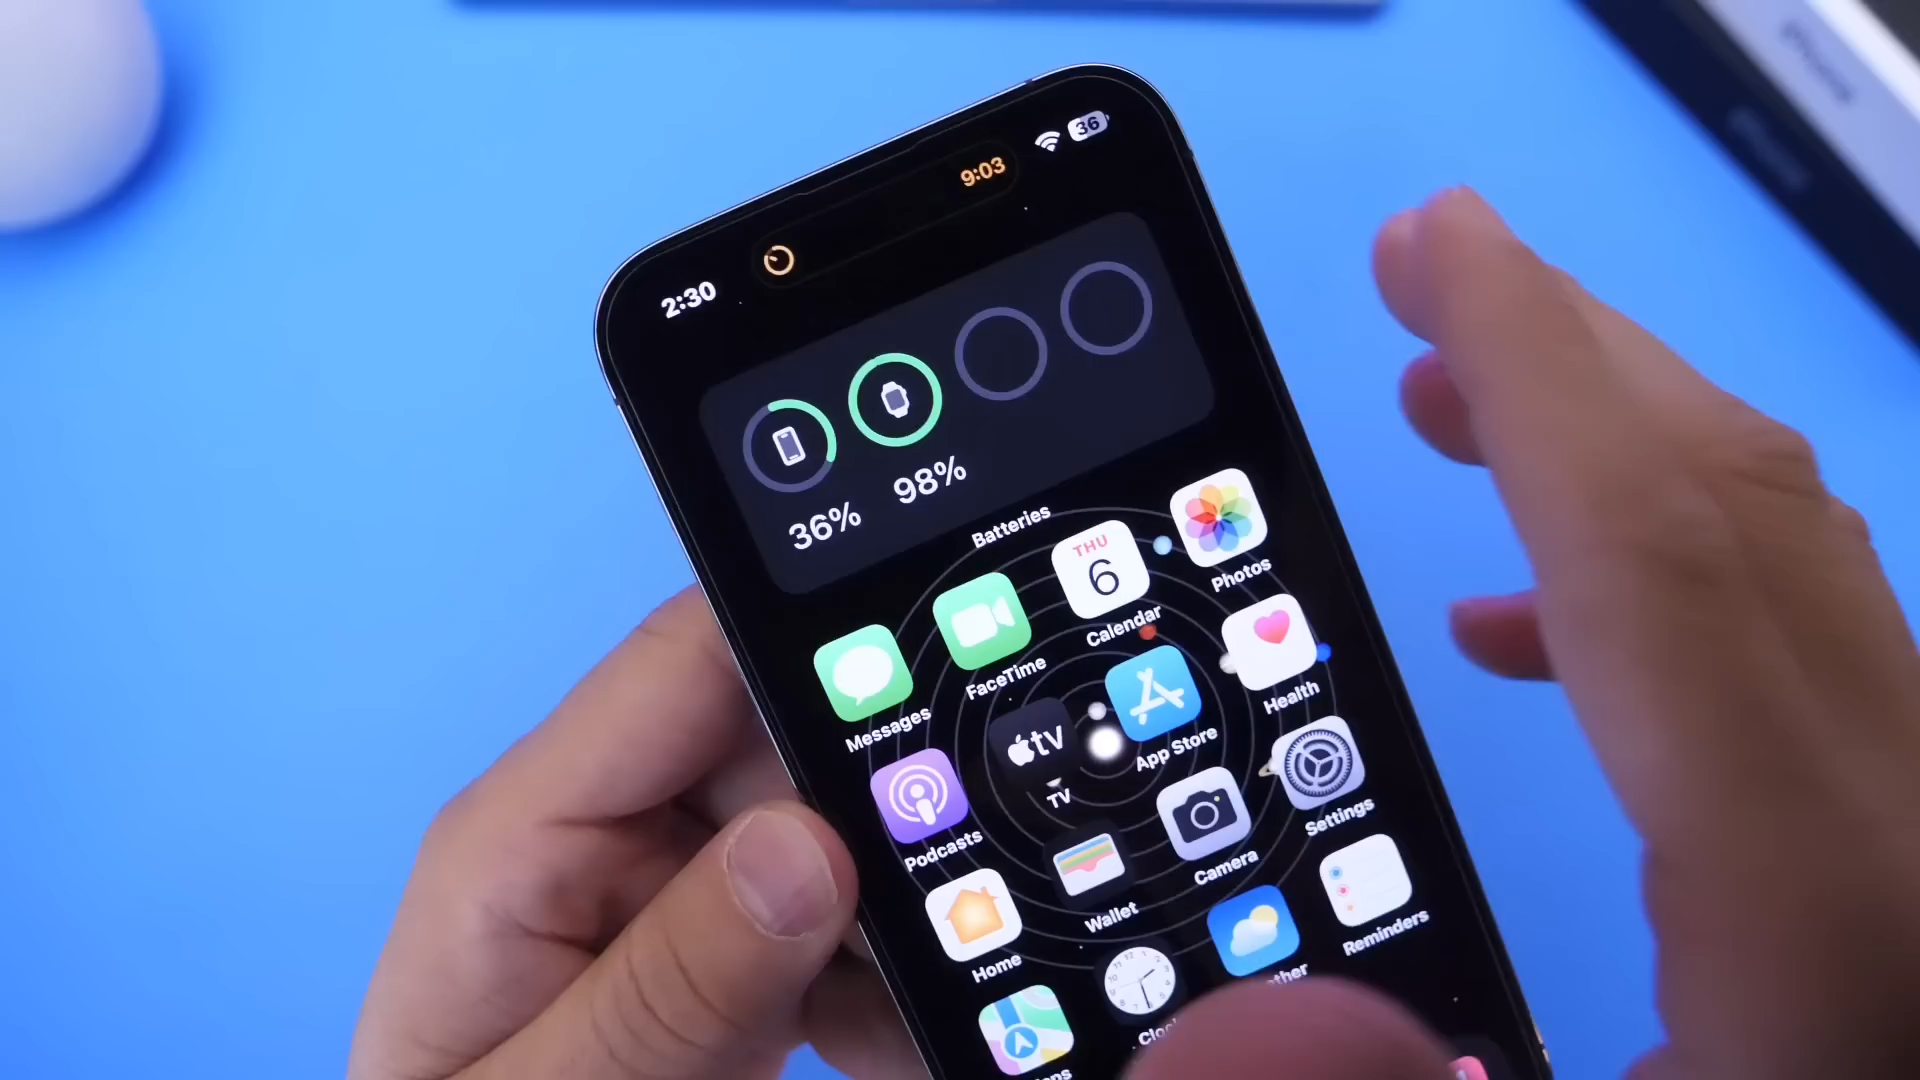 2:30
9:03
36
36%
98%
Batteries
Messages
FaceTime
THU
6
Calendar
Photos
Podcasts
tv
TV
App Store
Health
Home
Wallet
Camera
Settings
Reminders
iPhone